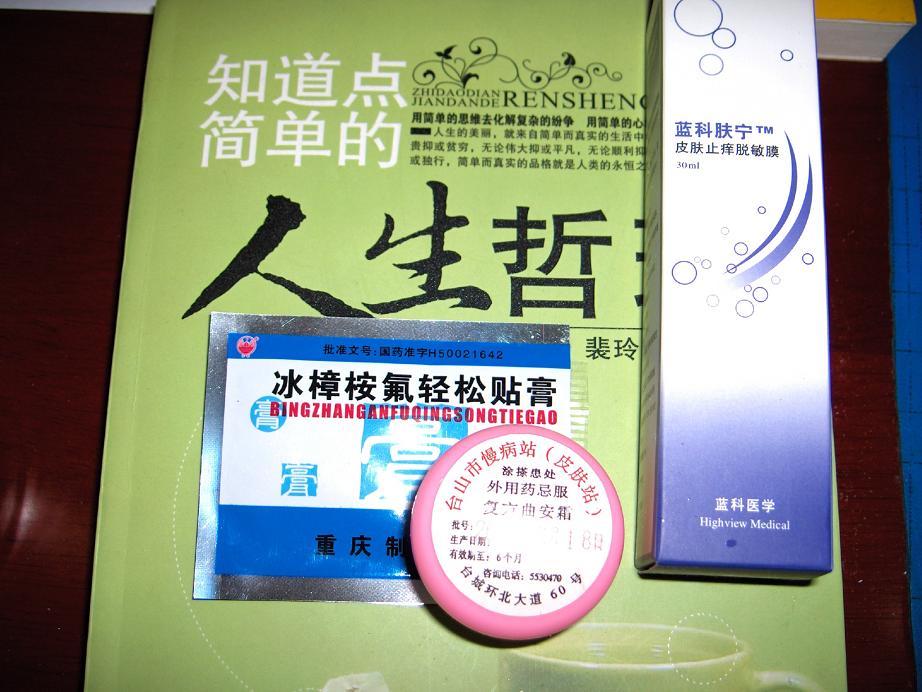 知道点
简单的
ZHIDAODIAN
JIANDANDE
RENSHENG
用简单的思维去化解复杂的纷争 用简单的心
人生的美丽，就来自简单而真实的生活中
贵抑或贫穷，无论伟大抑或平凡，无论顺利抑
或独行，简单而真实的品格就是人类的永恒之
人生哲
裴玲
蓝科肤宁™
皮肤止痒脱敏膜
30ml
蓝科医学
Highview Medical
批准文号:国药准字H50021642
冰樟桉氟轻松贴膏
BINGZHANGANFUQINGSONGTIEGAO
膏
膏
膏
重庆制
台山市慢病站（皮肤站）
涂搽患处
外用药忌服
复方曲安霜
批号:
生产日期:
18日
有效期至: 6个月
咨询电话: 5530470
台城环北大道 60 号